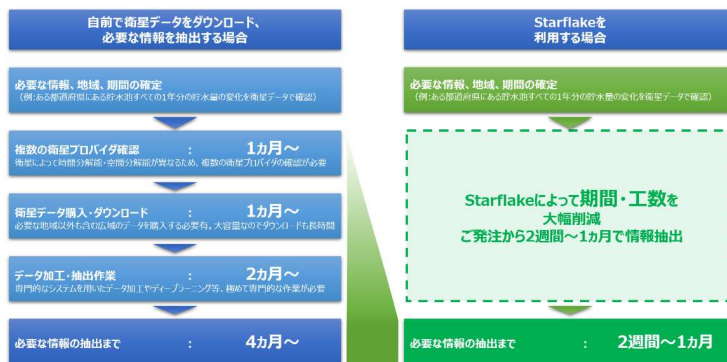 自前で衛星データをダウンロード、
必要な情報を抽出する場合
必要な情報、地域、期間の確定
(例:ある都道府県にある貯水池すべての1年分の貯水量の変化を衛星データで確認)
複数の衛星プロバイダ確認 : 1カ月～
衛星によって時間分解能・空間分解能が異なるため、複数の衛星プロバイダの確認が必要
衛星データ購入・ダウンロード : 1カ月～
必要な地域以外も含む広域のデータを購入する必要有。大容量なのでダウンロードも長時間
データ加工・抽出作業 : 2カ月～
専門的なシステムを用いたデータ加工やディープラーニング等、極めて専門的な作業が必要
必要な情報の抽出まで : 4カ月～
Starflakeを
利用する場合
必要な情報、地域、期間の確定
(例:ある都道府県にある貯水池すべての1年分の貯水量の変化を衛星データで確認)
Starflakeによって期間・工数を
大幅削減
ご発注から2週間～1ヵ月で情報抽出
必要な情報の抽出まで : 2週間～1カ月